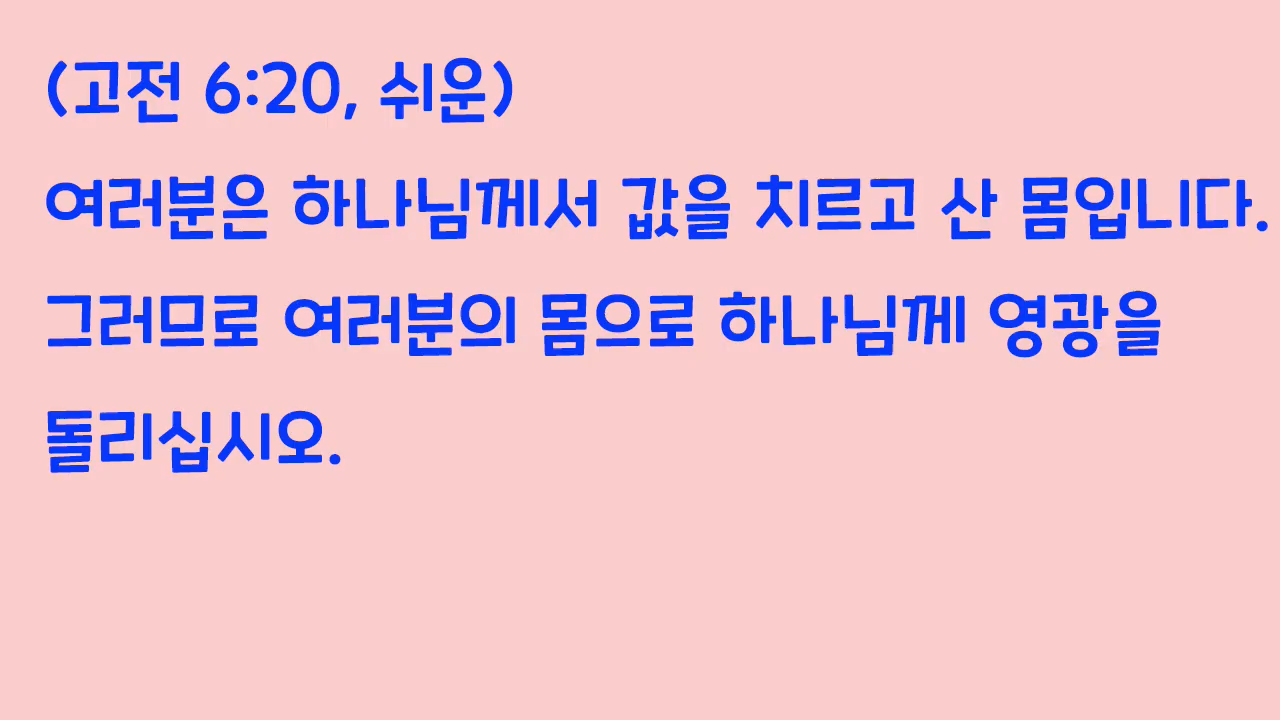 (고전 6:20, 쉬운)
여러분은 하나님께서 값을 치르고 산 몸입니다.
그러므로 여러분의 몸으로 하나님께 영광을
돌리십시오.